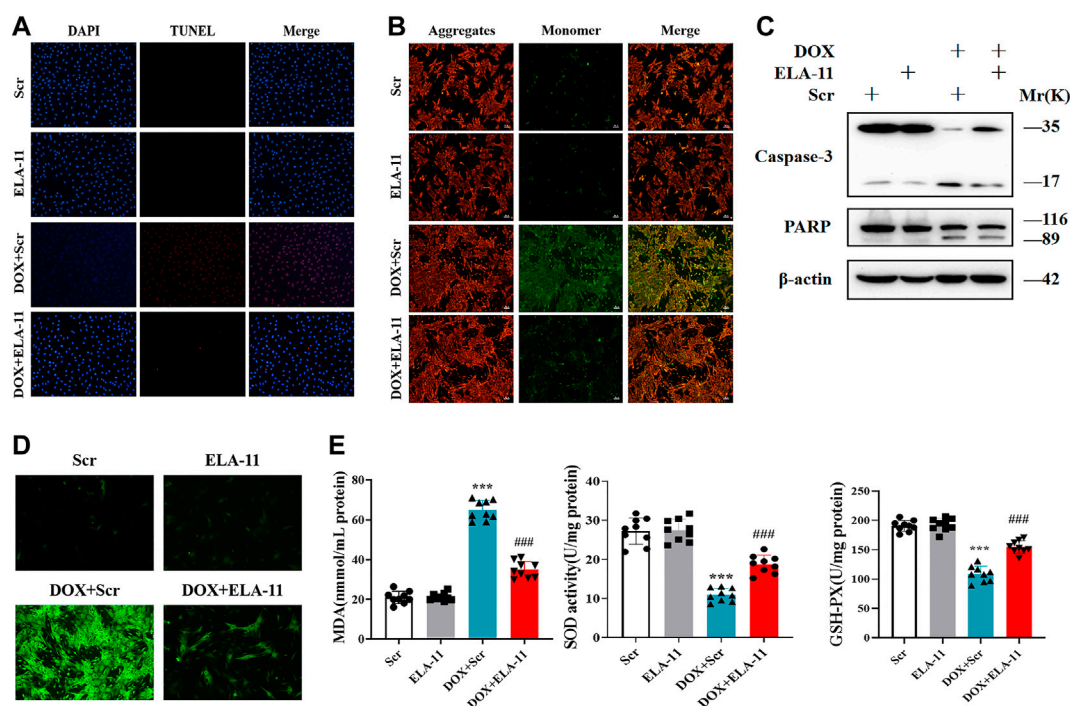 A
DAPI TUNEL Merge
Scr
ELA-11
DOX+Scr
DOX+ELA-11
B
Aggregates Monomer Merge
Scr
ELA-11
DOX+Scr
DOX+ELA-11
C
DOX + +
ELA-11 + +
Scr + + Mr(K)
Caspase-3
—35
—17
PARP
—116
—89
β-actin —42
D
Scr ELA-11
DOX+Scr DOX+ELA-11
E
MDA(nmmol/mL protein)
80
60
40
20
0
***
###
Scr
ELA-11
DOX+Scr
DOX+ELA-11
SOD activity(U/mg protein)
40
30
20
10
0
***
###
Scr
ELA-11
DOX+Scr
DOX+ELA-11
GSH-PX(U/mg protein)
250
200
150
100
50
0
***
###
Scr
ELA-11
DOX+Scr
DOX+ELA-11